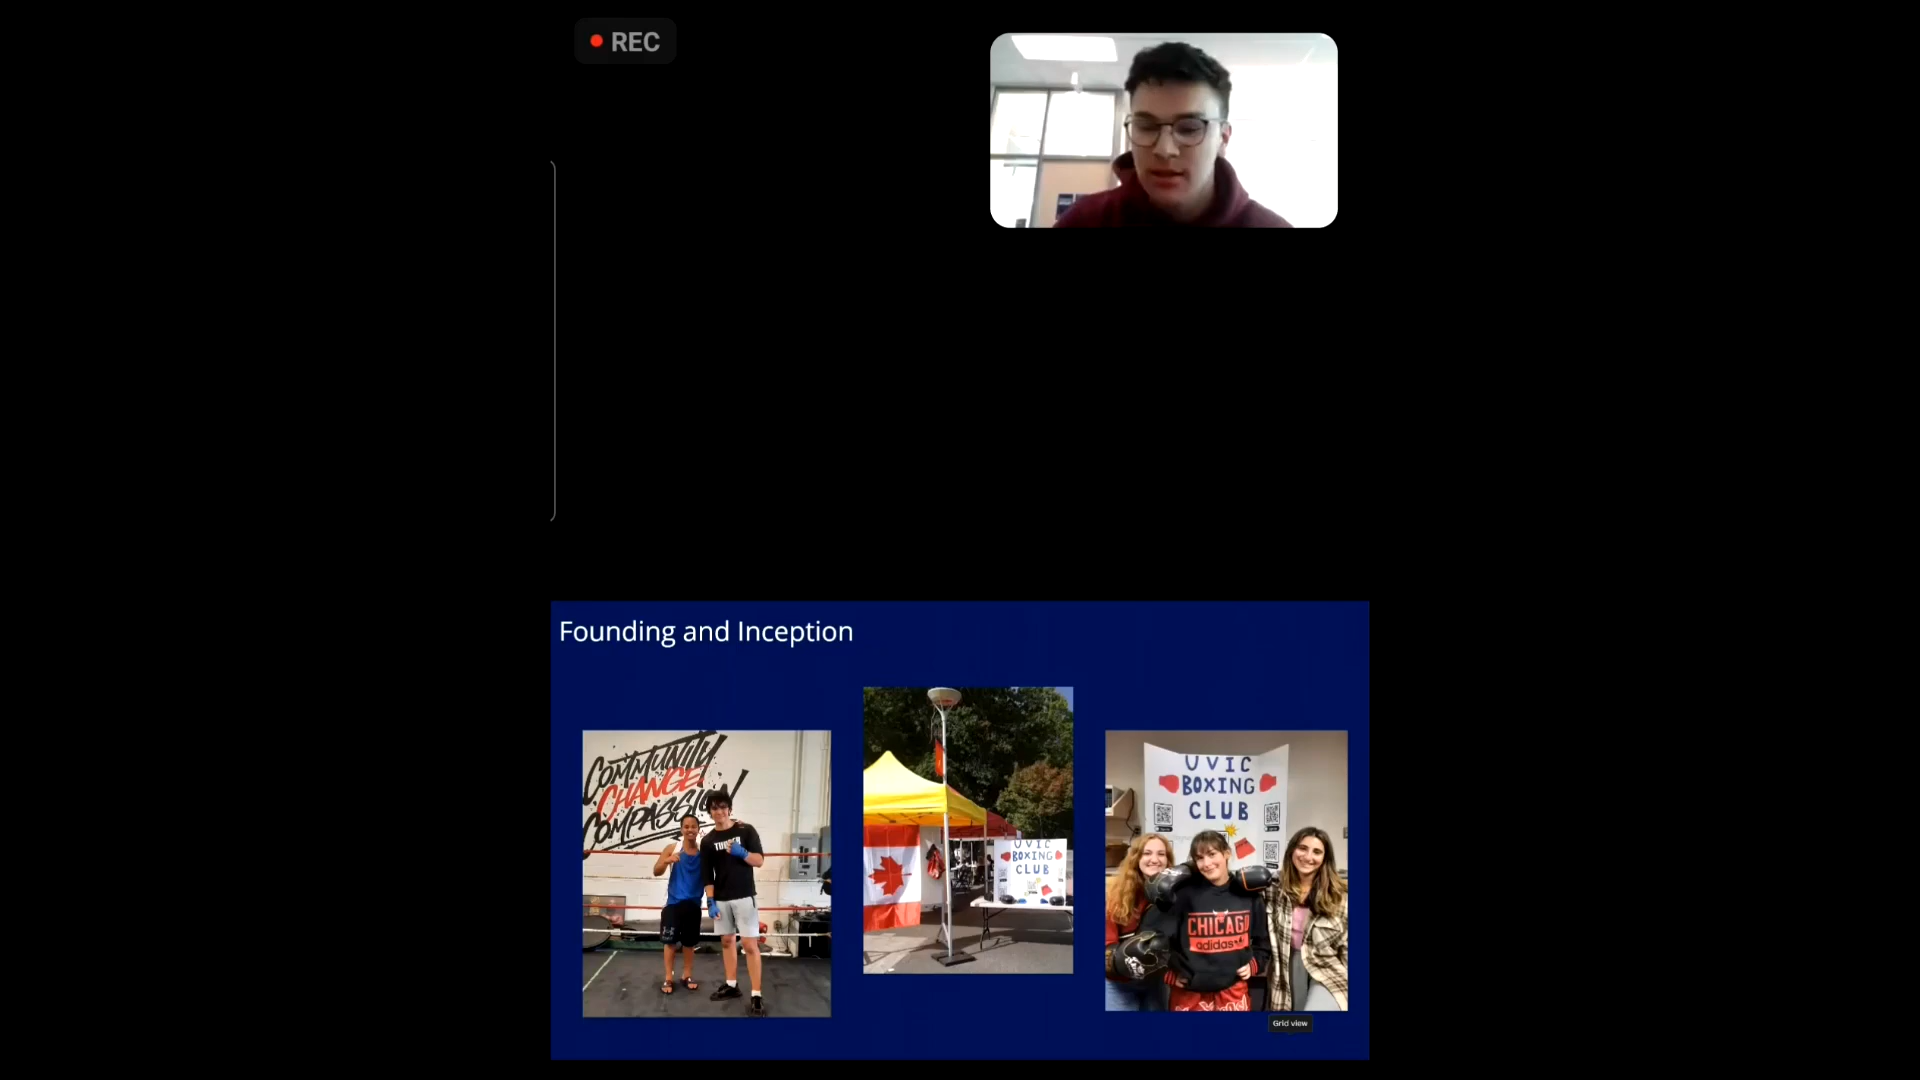 REC
Founding and Inception
COMMUNITY
CHANGE
COMPASSION
UVIC
BOXING
CLUB
UVIC
BOXING
CLUB
CHICAGO
adidas
Grid view